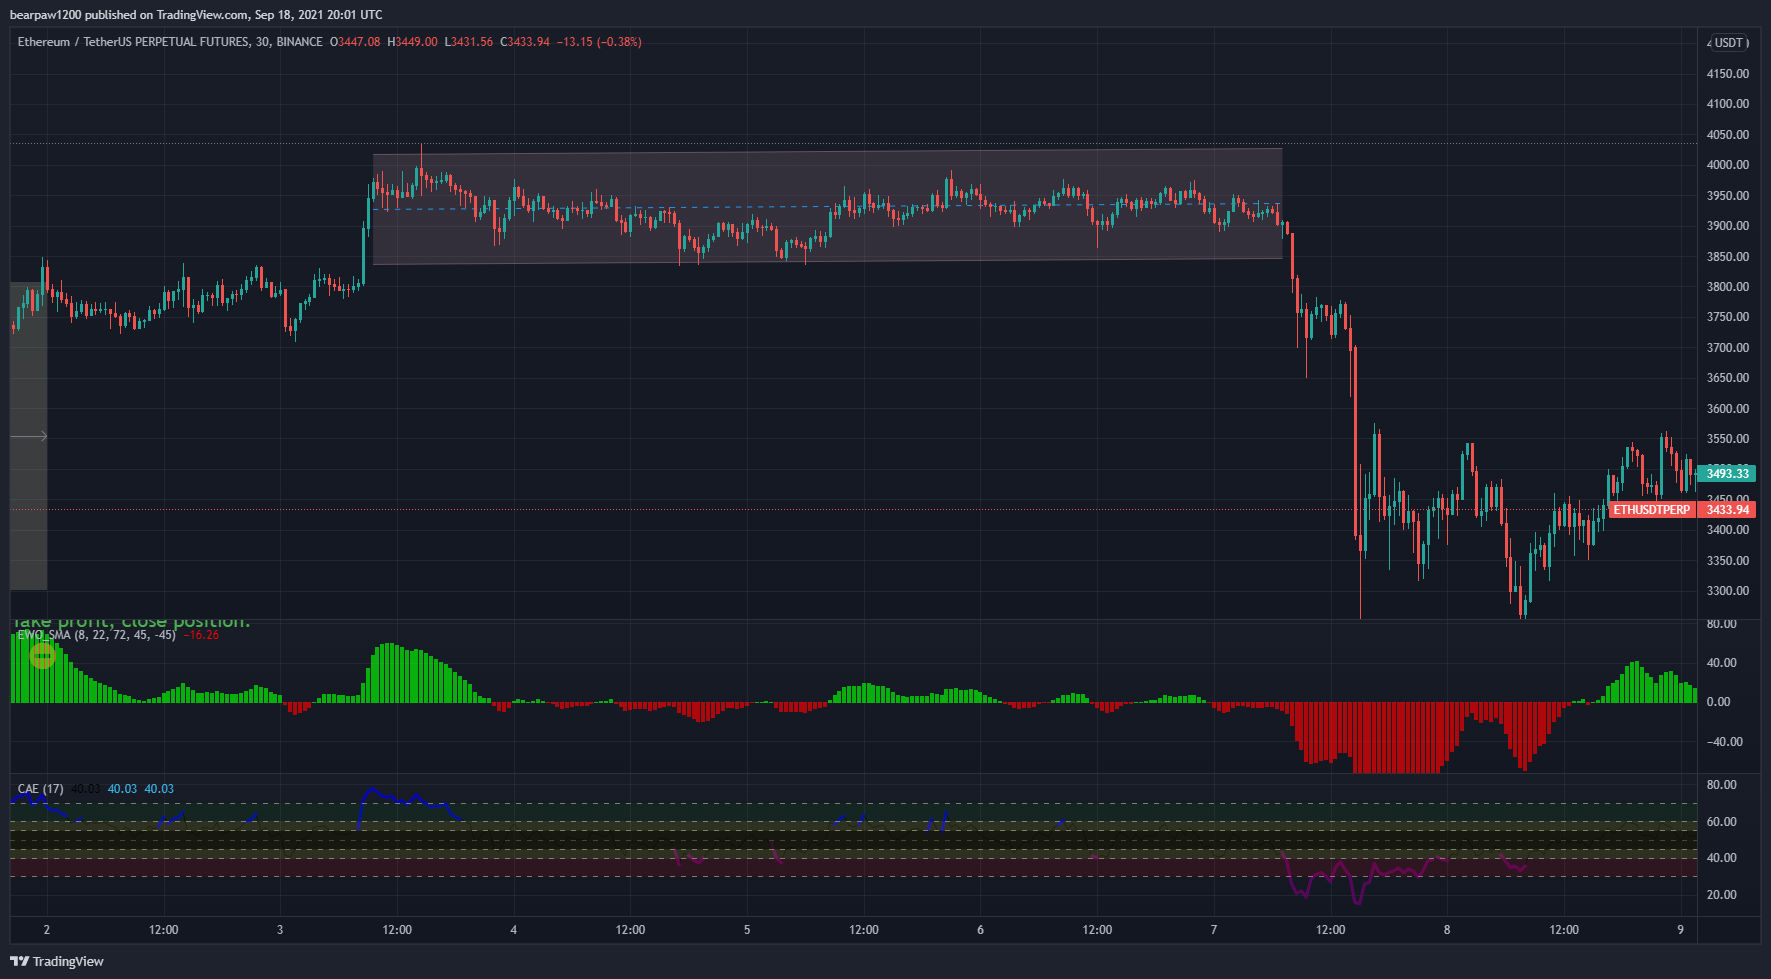 bearpaw1200 published on TradingView.com, Sep 18, 2021 20:01 UTC
Ethereum / TetherUS PERPETUAL FUTURES, 30, BINANCE O3447.08 H3449.00 L3431.56 C3433.94 −13.15 (−0.38%)
USDT
4150.00
4100.00
4050.00
4000.00
3950.00
3900.00
3850.00
3800.00
3750.00
3700.00
3650.00
3600.00
3550.00
3493.33
3450.00
ETHUSDTPERP 3433.94
3400.00
3350.00
3300.00
Take profit, close position.
EWO_SMA (8, 22, 72, 45, -45) −16.26
80.00
40.00
0.00
−40.00
CAE (17) 40.03 40.03 40.03
80.00
60.00
40.00
20.00
2 12:00 3 12:00 4 12:00 5 12:00 6 12:00 7 12:00 8 12:00 9
TradingView